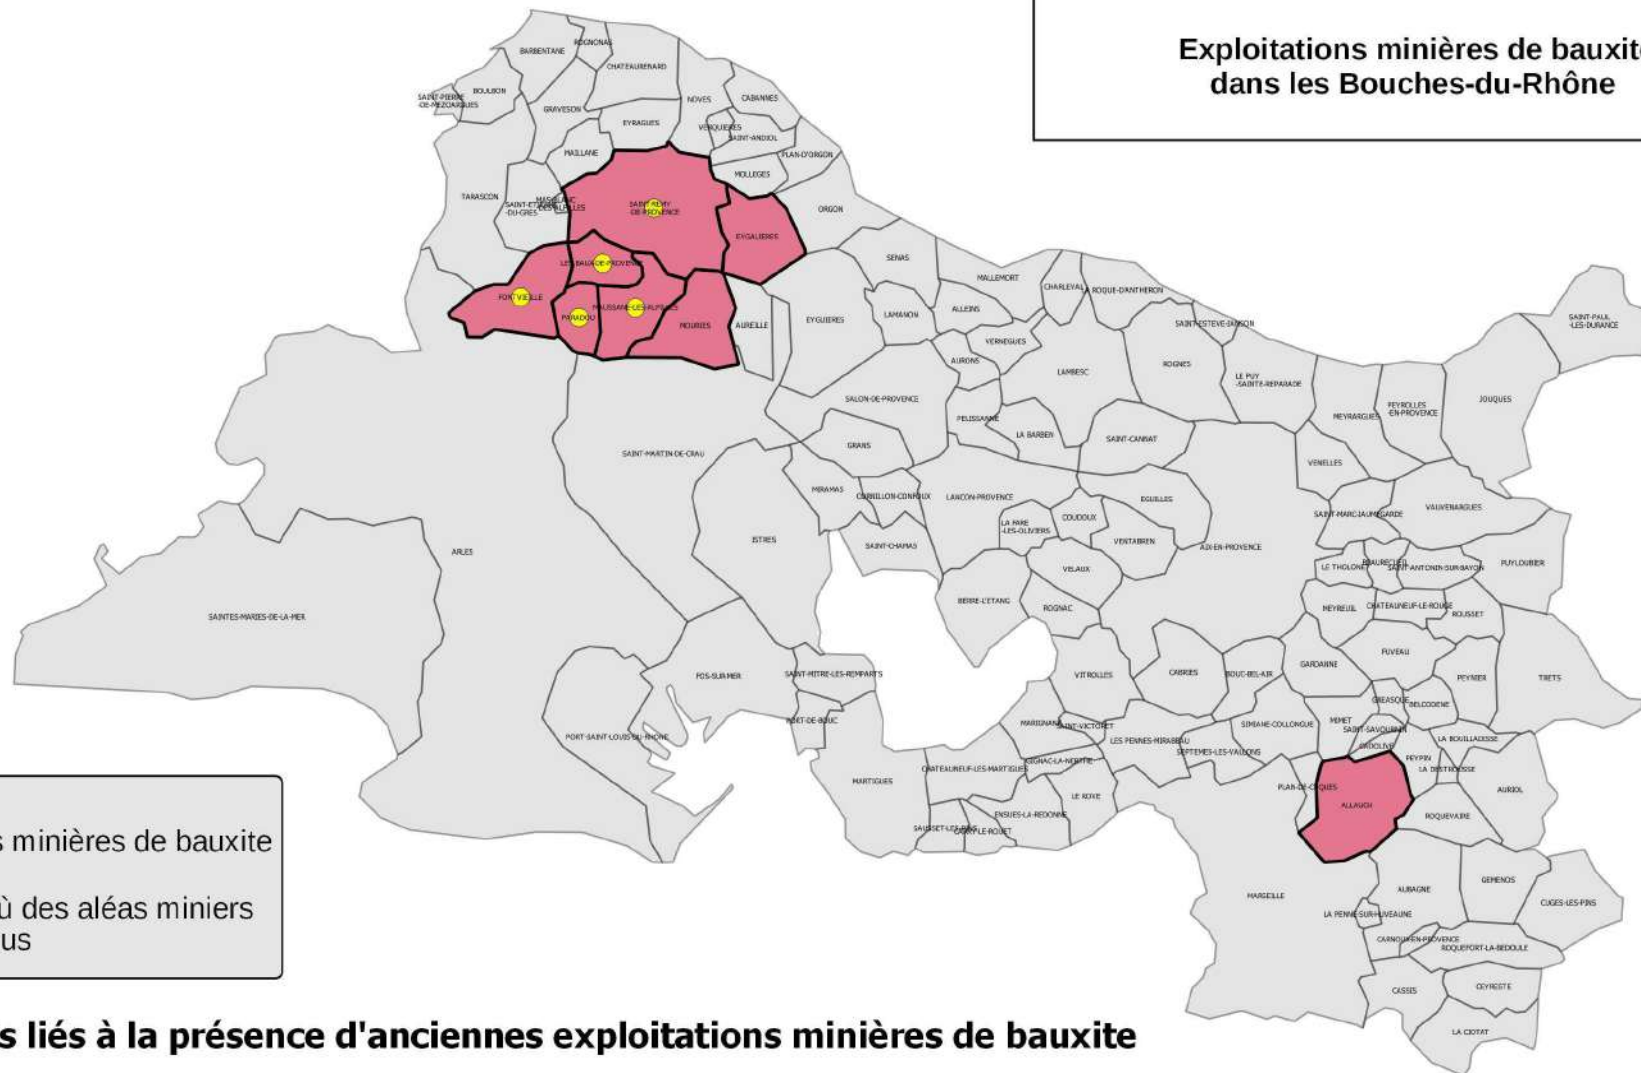 Exploitations minières de bauxite
dans les Bouches-du-Rhône
BARBENTANE
ROGNONAS
CHATEAURENARD
SAINT-PIERRE
-DE-MEZOARGUES
BOULBON
GRAVESON
NOVES
CABANNES
EYRAGUES
VERQUIERES
SAINT-ANDIOL
MAILLANE
PLAN-D'ORGON
MOLLEGES
TARASCON
SAINT-ETIENNE
-DU-GRES
MAS-BLANC
-DES-ALPILLES
SAINT-REMY
-DE-PROVENCE
ORGON
EYGALIERES
LES BAUX-DE-PROVENCE
SENAS
MALLEMORT
CHARLEVAL
LA ROQUE-D'ANTHERON
FONTVIEILLE
PARADOU
MAUSSANE-LES-ALPILLES
MOURIES
AUREILLE
EYGUIERES
LAMANON
ALLEINS
VERNEGUES
SAINT-ESTEVE-JANSON
SAINT-PAUL
-LES-DURANCE
AURONS
LAMBESC
ROGNES
LE PUY
-SAINTE-REPARADE
SALON-DE-PROVENCE
PELISSANNE
MEYRARGUES
PEYROLLES
-EN-PROVENCE
JOUQUES
GRANS
LA BARBEN
SAINT-CANNAT
SAINT-MARTIN-DE-CRAU
VENELLES
MIRAMAS
CORNILLON-CONFOUX
LANCON-PROVENCE
EGUILLES
COUDOUX
LA FARE
-LES-OLIVIERS
SAINT-MARC-JAUMEGARDE
VAUVENARGUES
ISTRES
SAINT-CHAMAS
VENTABREN
AIX-EN-PROVENCE
ARLES
VELAUX
LE THOLONET
BEAURECUEIL
SAINT-ANTONIN-SUR-BAYON
PUYLOUBIER
SAINTES-MARIES-DE-LA-MER
BERRE-L'ETANG
ROGNAC
MEYREUIL
CHATEAUNEUF-LE-ROUGE
ROUSSET
FUVEAU
FOS-SUR-MER
SAINT-MITRE-LES-REMPARTS
VITROLLES
CABRIES
BOUC-BEL-AIR
GARDANNE
PEYNIER
TRETS
GREASQUE
BELCODENE
PORT-DE-BOUC
PORT-SAINT-LOUIS-DU-RHONE
MARIGNANE
SAINT-VICTORET
LES PENNES-MIRABEAU
SEPTEMES-LES-VALLONS
SIMIANE-COLLONGUE
MIMET
SAINT-SAVOURNIN
CADOLIVE
LA BOUILLADISSE
PEYPIN
LA DESTROUSSE
MARTIGUES
CHATEAUNEUF-LES-MARTIGUES
GIGNAC-LA-NERTHE
LE ROVE
PLAN-DE-CUQUES
ALLAUCH
AURIOL
ROQUEVAIRE
ENSUES-LA-REDONNE
SAUSSET-LES-PINS
CARRY-LE-ROUET
s minières de bauxite
ù des aléas miniers
us
MARSEILLE
AUBAGNE
GEMENOS
CUGES-LES-PINS
LA PENNE-SUR-HUVEAUNE
CARNOUX-EN-PROVENCE
ROQUEFORT-LA-BEDOULE
CASSIS
CEYRESTE
LA CIOTAT
s liés à la présence d'anciennes exploitations minières de bauxite